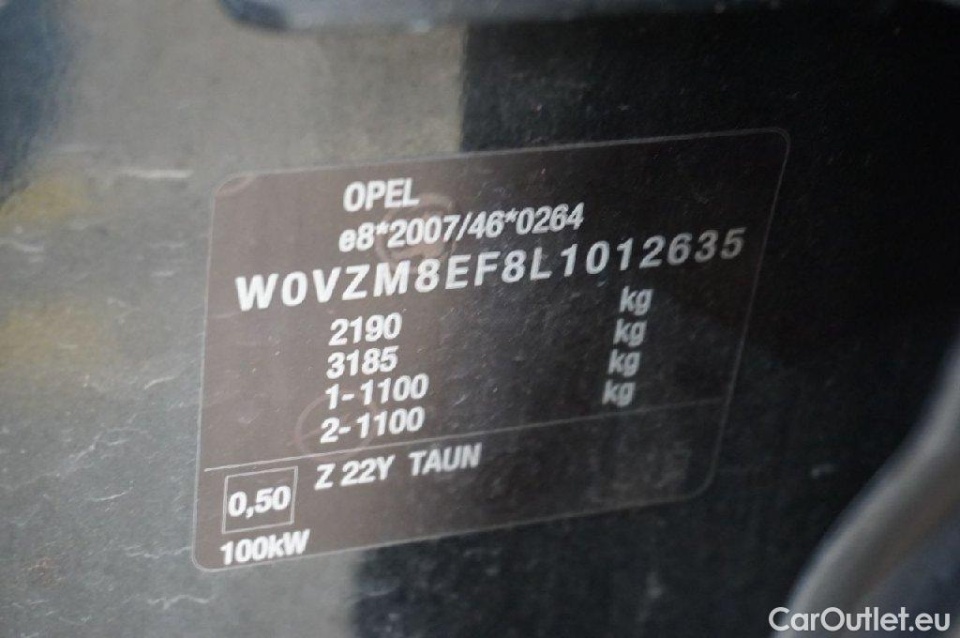 OPEL
e8*2007/46*0264
W0VZM8EF8L1012635
2190 kg
3185 kg
1-1100 kg
2-1100 kg
Z 22Y TAUN
0,50
100kW
CarOutlet.eu